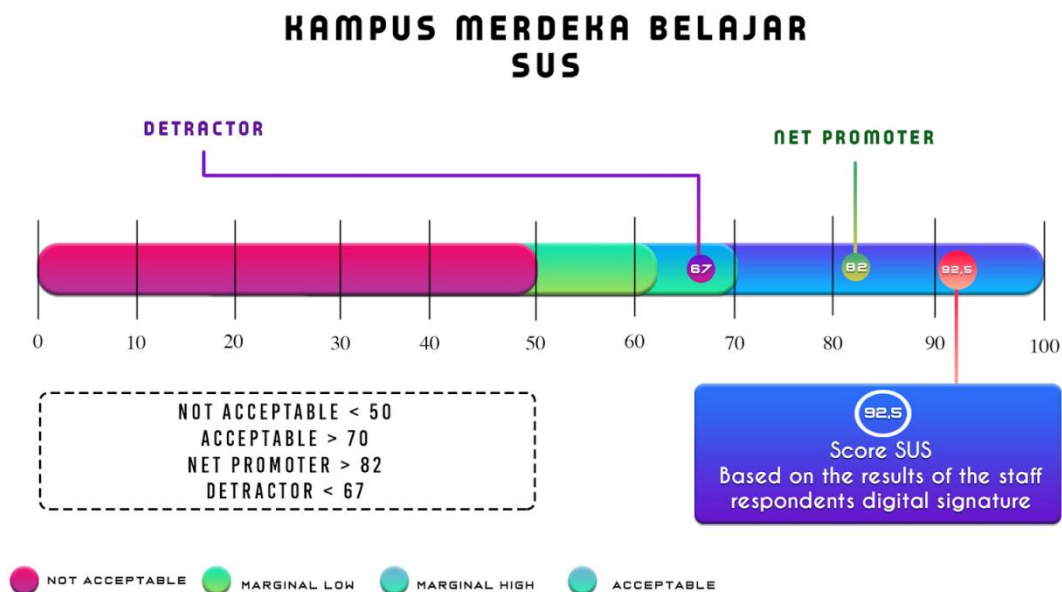 KAMPUS MERDEKA BELAJAR
SUS
DETRACTOR
NET PROMOTER
67
82
92,5
0 10 20 30 40 50 60 70 80 90 100
NOT ACCEPTABLE < 50
ACCEPTABLE > 70
NET PROMOTER > 82
DETRACTOR < 67
92,5
Score SUS
Based on the results of the staff
respondents digital signature
NOT ACCEPTABLE
MARGINAL LOW
MARGINAL HIGH
ACCEPTABLE